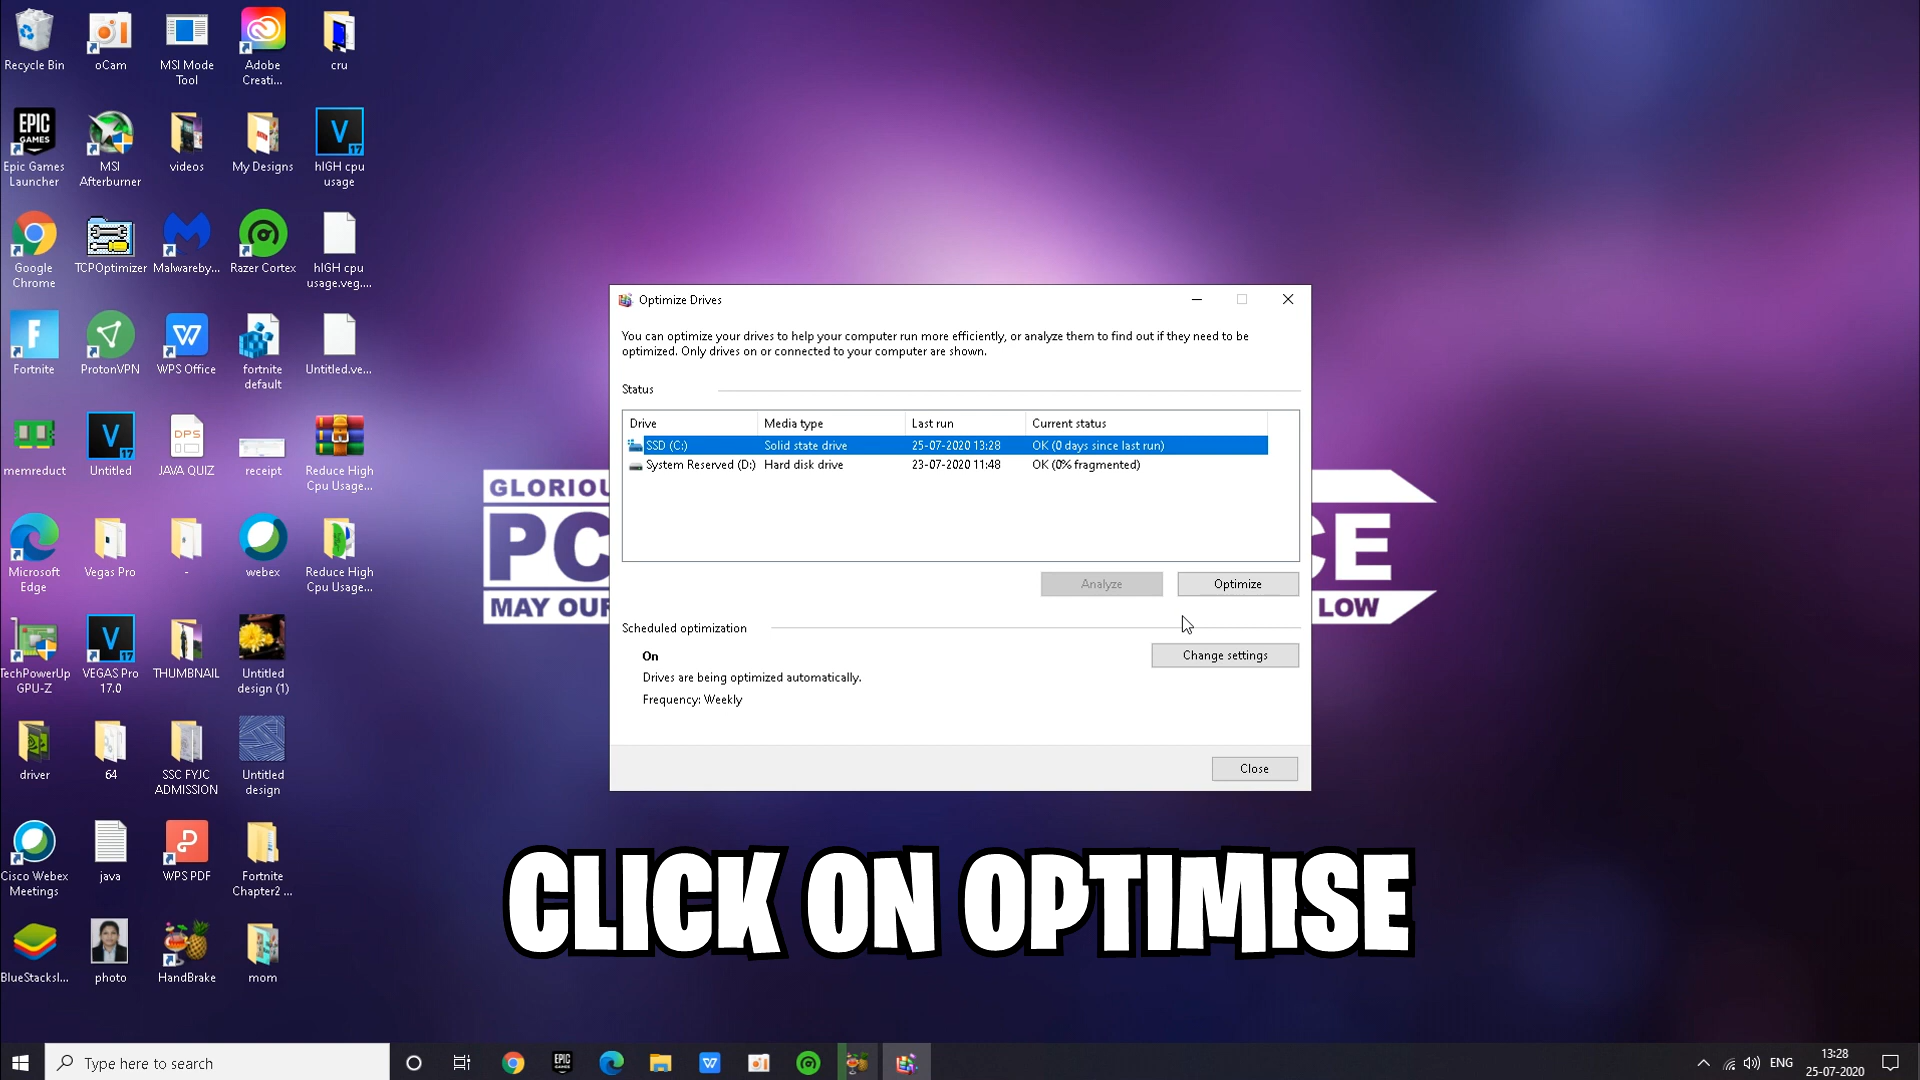 Recycle Bin
oCam
MSI Mode
Tool
Adobe
Creati...
cru
EPIC
GAMES
Epic Games
Launcher
MSI
Afterburner
videos
My Designs
V
17
hIGH cpu
usage
Google
Chrome
TCPOptimizer
Malwareby...
Razer Cortex
hIGH cpu
usage.veg....
F
Fortnite
ProtonVPN
W
WPS Office
fortnite
default
Untitled.ve...
memreduct
V
17
Untitled
DPS
JAVA QUIZ
receipt
Reduce High
Cpu Usage...
Microsoft
Edge
Vegas Pro
-
webex
Reduce High
Cpu Usage...
TechPowerUp
GPU-Z
V
17
VEGAS Pro
17.0
THUMBNAIL
Untitled
design (1)
driver
64
SSC FYJC
ADMISSION
Untitled
design
Cisco Webex
Meetings
java
WPS PDF
Fortnite
Chapter2 ...
BlueStacksI...
photo
HandBrake
mom
GLORIOU
PC
CE
MAY OUR
LOW
Optimize Drives
You can optimize your drives to help your computer run more efficiently, or analyze them to find out if they need to be
optimized. Only drives on or connected to your computer are shown.
Status
Drive Media type Last run Current status
SSD (C:) Solid state drive 25-07-2020 13:28 OK (0 days since last run)
System Reserved (D:) Hard disk drive 23-07-2020 11:48 OK (0% fragmented)
Analyze Optimize
Scheduled optimization
On
Change settings
Drives are being optimized automatically.
Frequency: Weekly
Close
CLICK ON OPTIMISE
Type here to search
EPIC
GAMES
W
ENG
13:28
25-07-2020